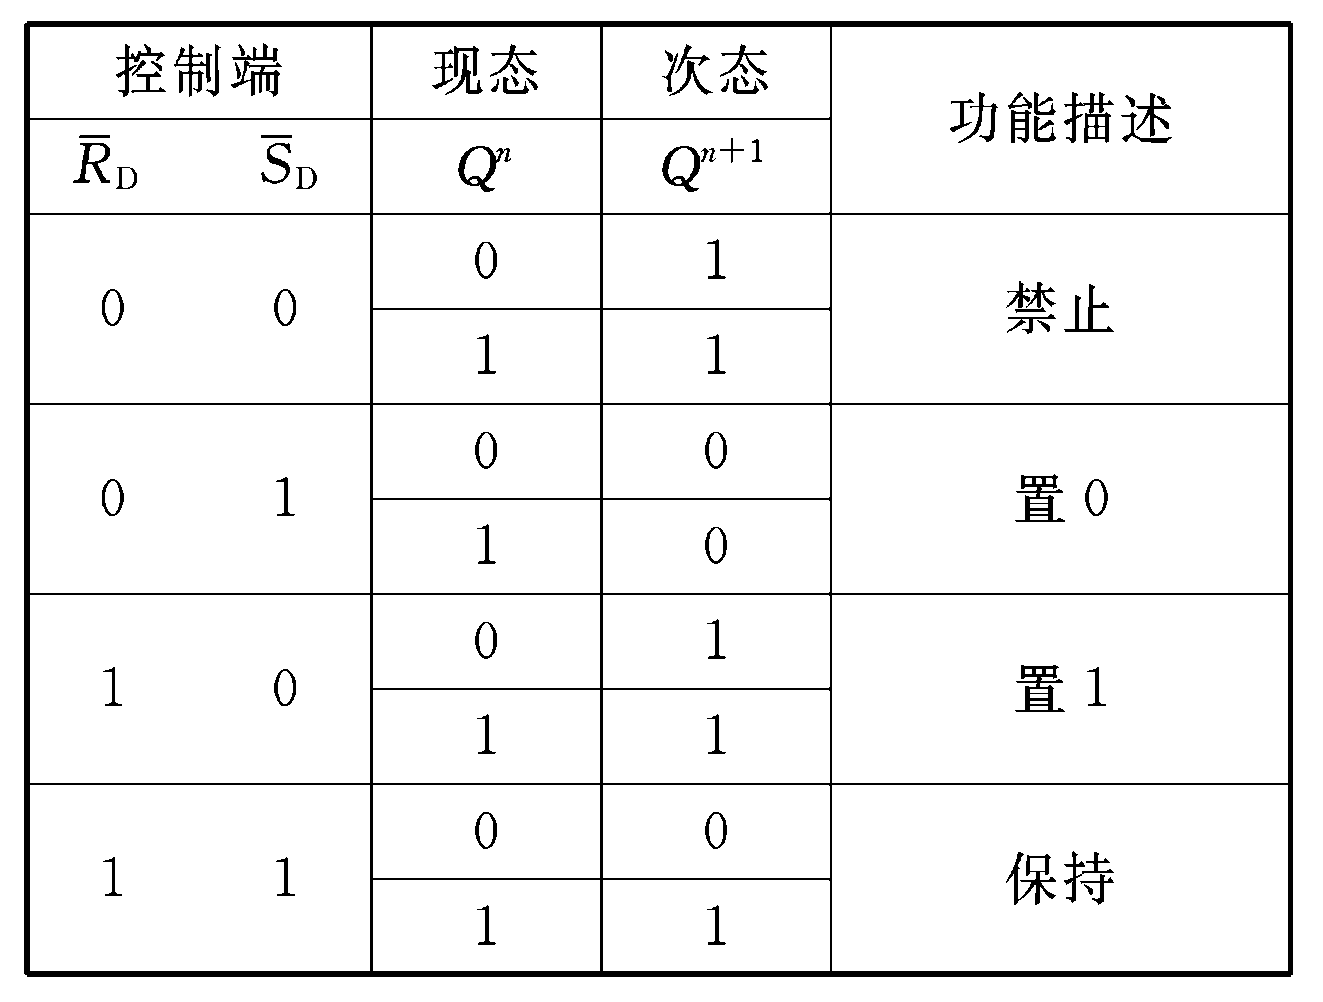 控制端 现态 次态 功能描述
R̅D S̅D Qⁿ Qⁿ⁺¹
0 0 0 1 禁止
1 1
0 1 0 0 置 0
1 0
1 0 0 1 置 1
1 1
1 1 0 0 保持
1 1